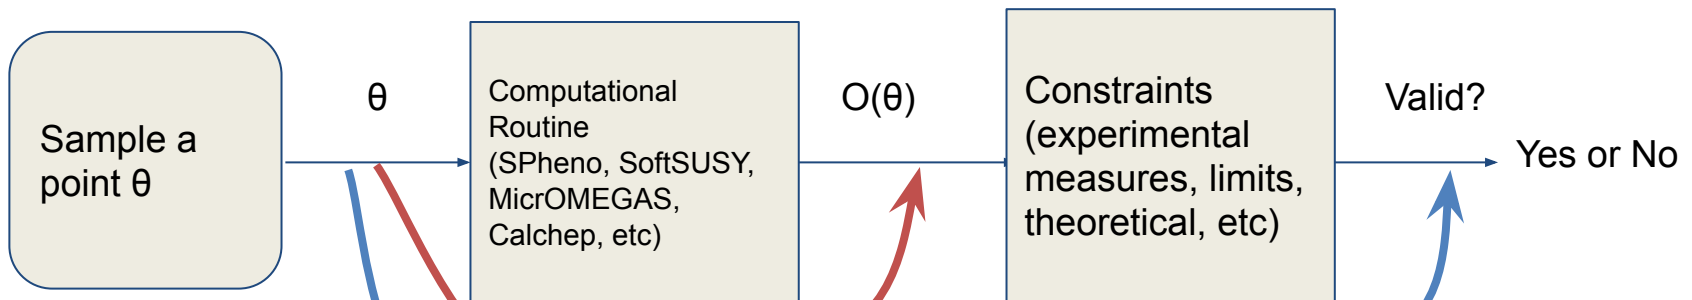 Sample a
point θ
θ
Computational
Routine
(SPheno, SoftSUSY,
MicrOMEGAS,
Calchep, etc)
O(θ)
Constraints
(experimental
measures, limits,
theoretical, etc)
Valid?
Yes or No